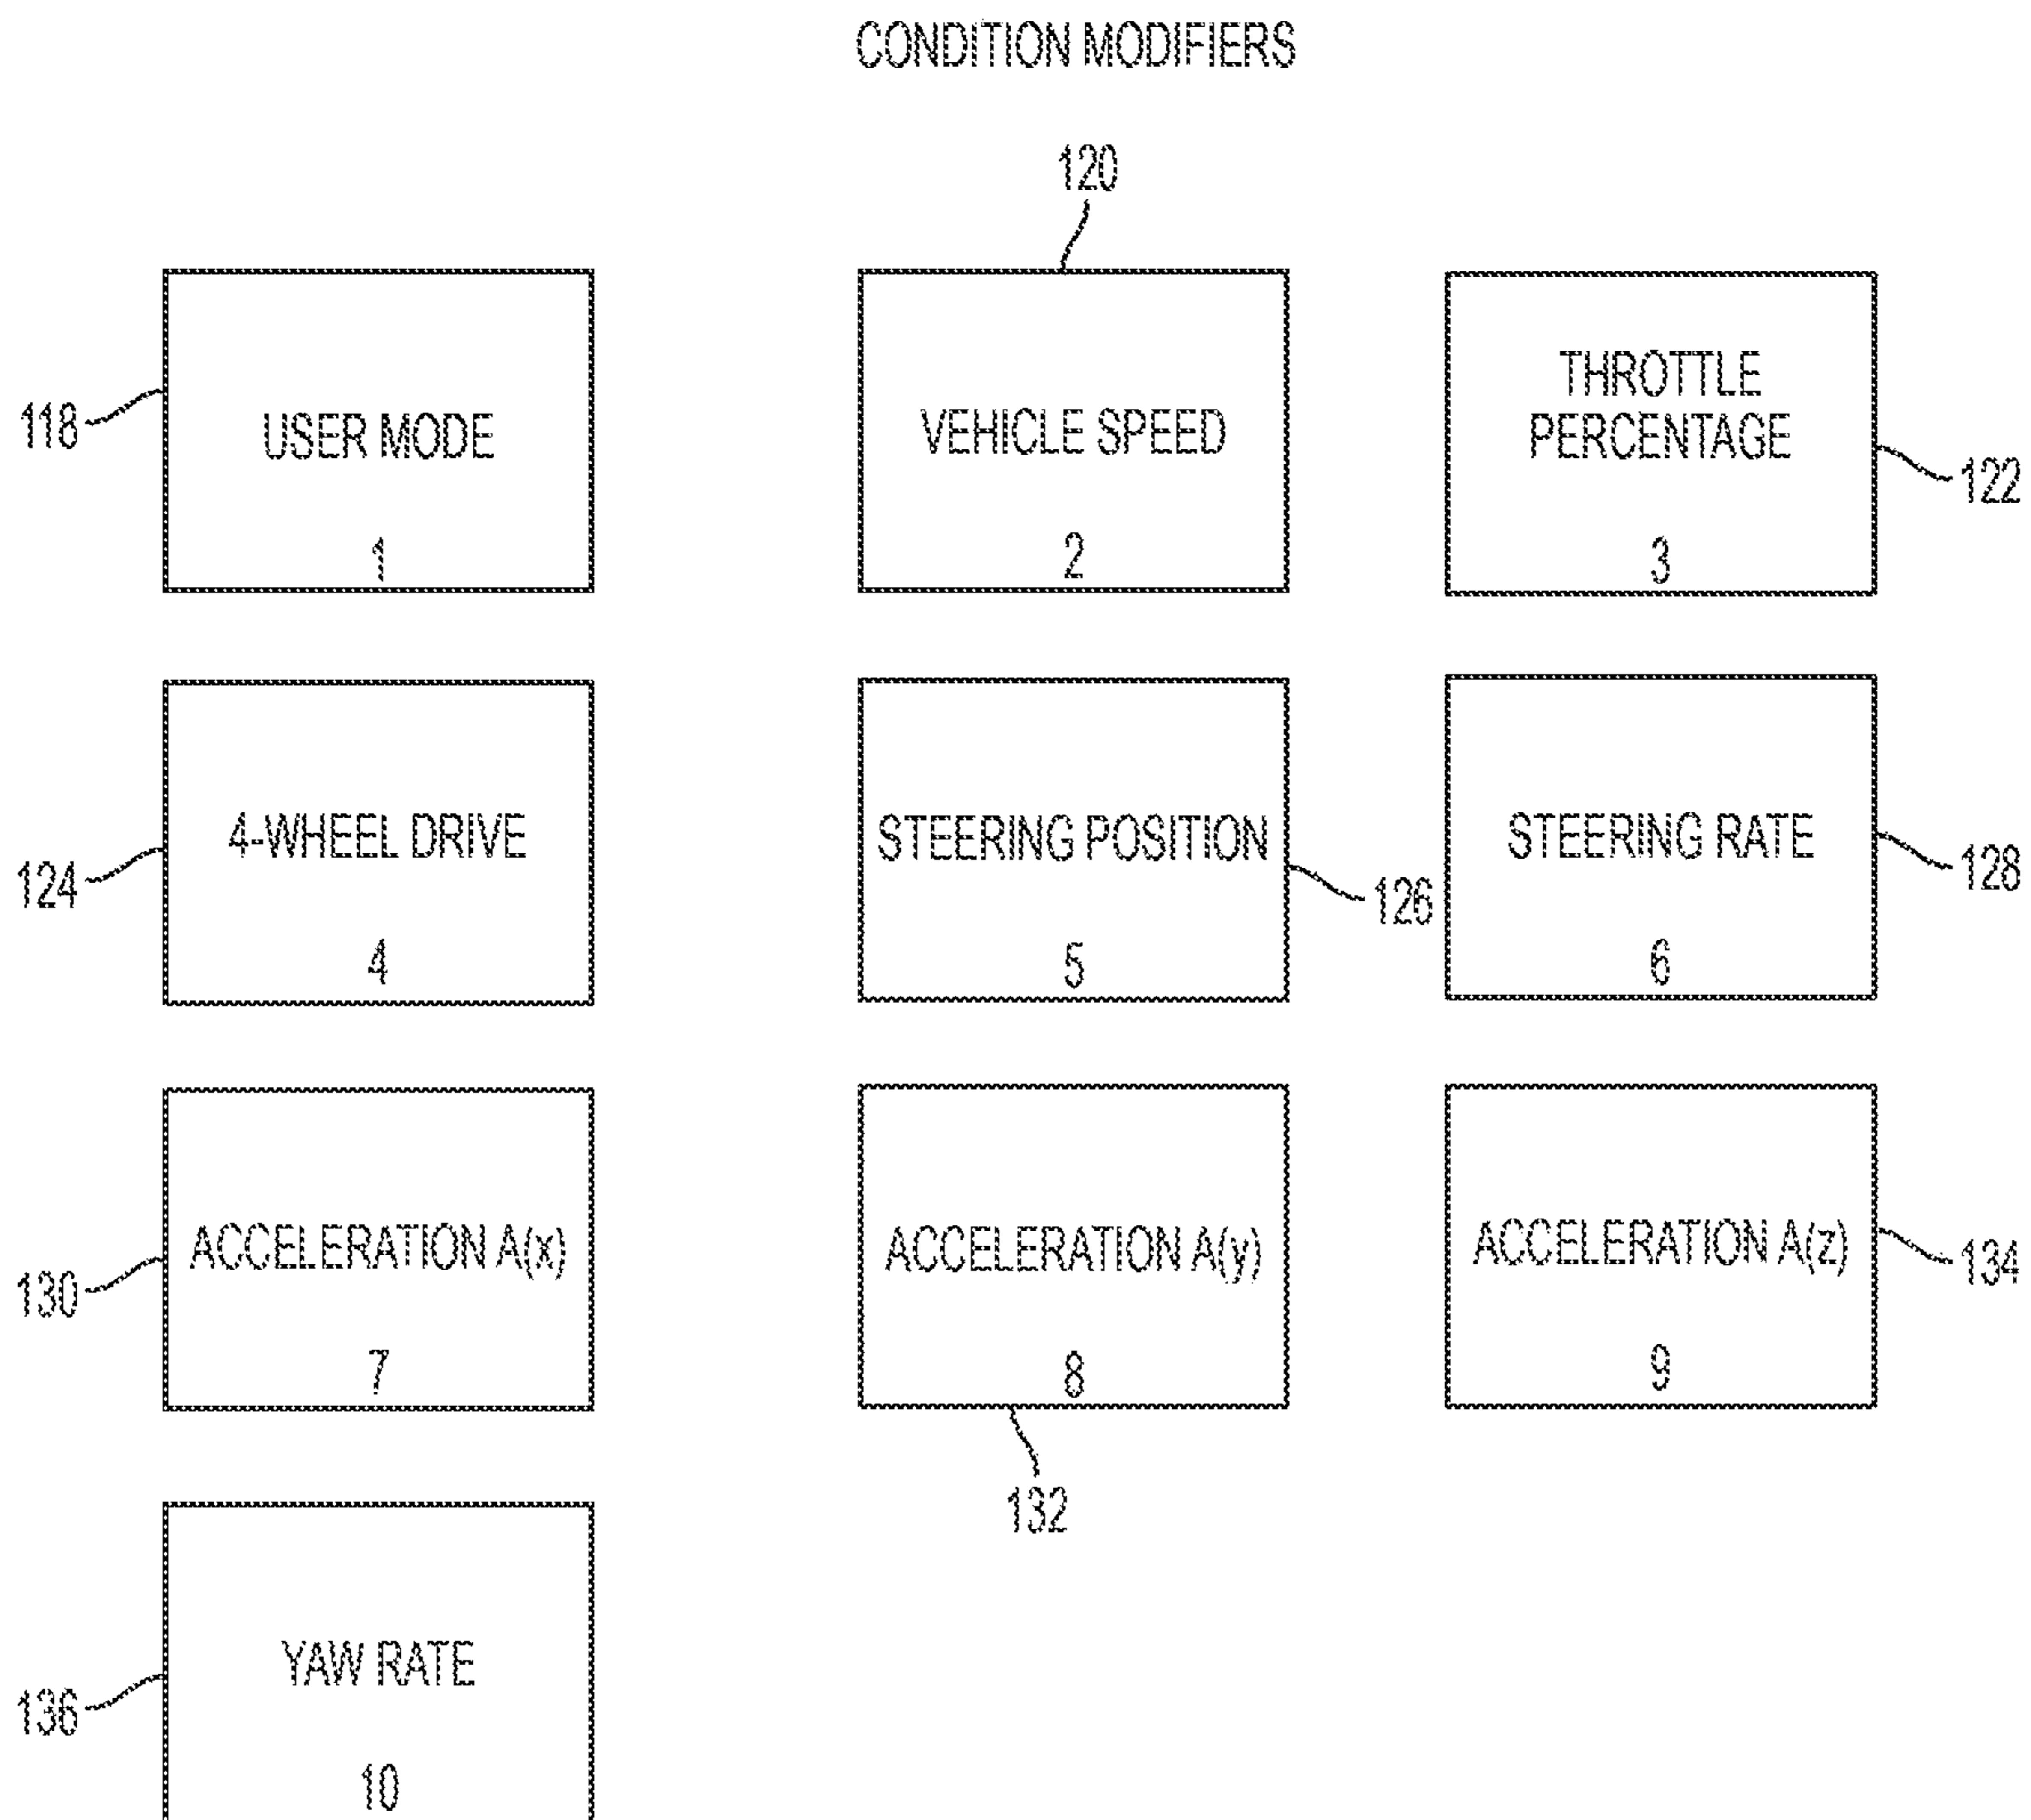 CONDITION MODIFIERS
120
118
USER MODE
1
VEHICLE SPEED
2
THROTTLE
PERCENTAGE
3
122
124
4-WHEEL DRIVE
4
STEERING POSITION
5
126
STEERING RATE
6
128
130
ACCELERATION A(x)
7
ACCELERATION A(y)
8
132
ACCELERATION A(z)
9
134
136
YAW RATE
10